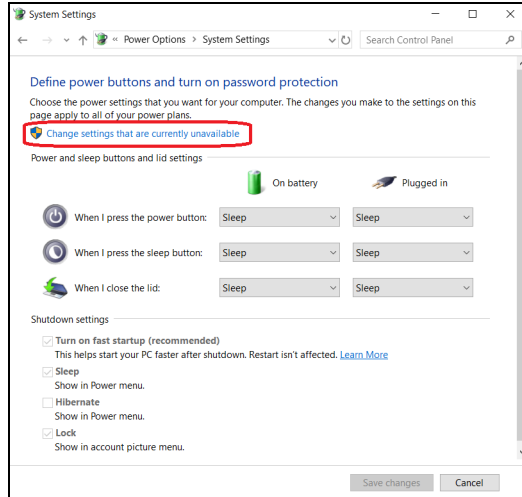 System Settings
« Power Options > System Settings
Search Control Panel
Define power buttons and turn on password protection
Choose the power settings that you want for your computer. The changes you make to the settings on this
page apply to all of your power plans.
Change settings that are currently unavailable
Power and sleep buttons and lid settings
On battery Plugged in
When I press the power button: Sleep Sleep
When I press the sleep button: Sleep Sleep
When I close the lid: Sleep Sleep
Shutdown settings
Turn on fast startup (recommended)
This helps start your PC faster after shutdown. Restart isn't affected. Learn More
Sleep
Show in Power menu.
Hibernate
Show in Power menu.
Lock
Show in account picture menu.
Save changes Cancel